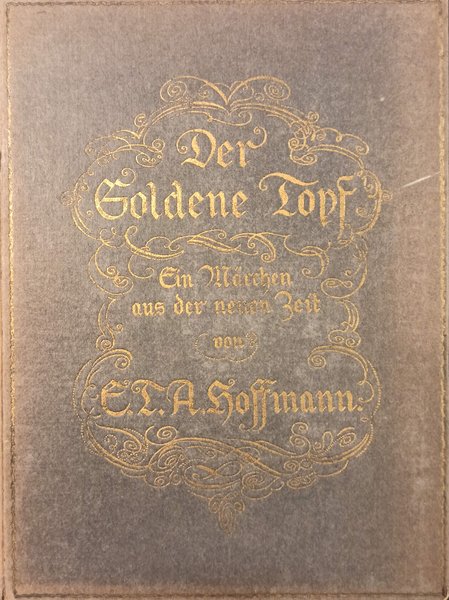 Der
Goldene Topf
Ein Märchen
aus der neuen Zeit
von
E.T.A. Hoffmann.